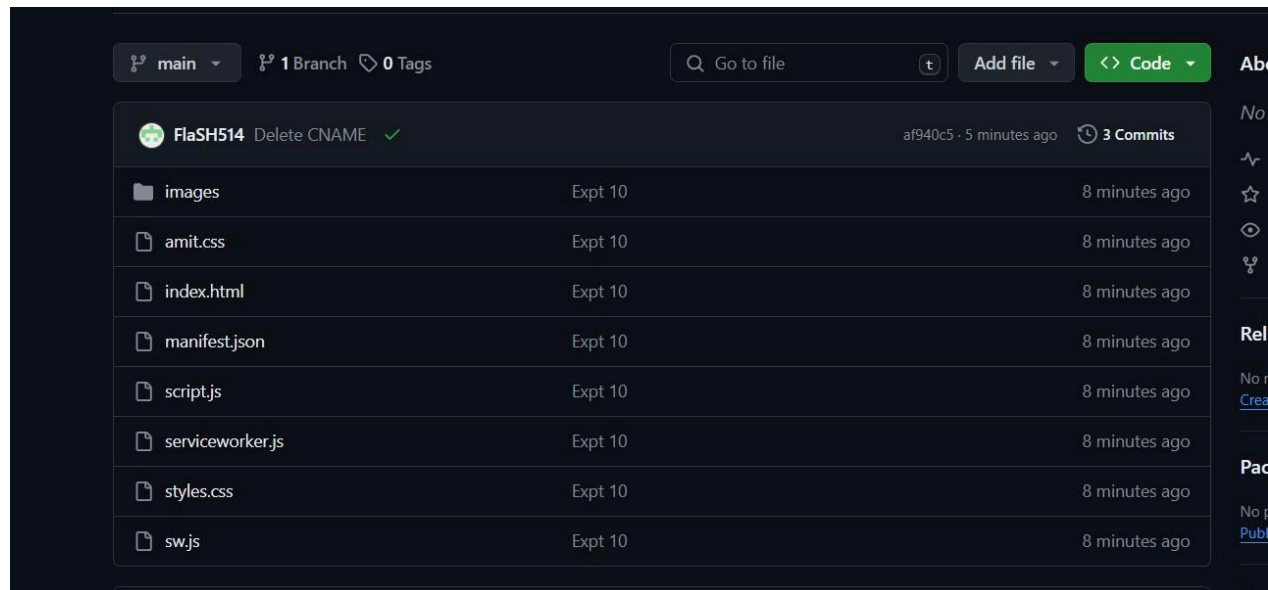 main 1 Branch 0 Tags Go to file t Add file Code
FlaSH514 Delete CNAME af940c5 · 5 minutes ago 3 Commits
images Expt 10 8 minutes ago
amit.css Expt 10 8 minutes ago
index.html Expt 10 8 minutes ago
manifest.json Expt 10 8 minutes ago
script.js Expt 10 8 minutes ago
serviceworker.js Expt 10 8 minutes ago
styles.css Expt 10 8 minutes ago
sw.js Expt 10 8 minutes ago
Abo
No
Rel
No r
Crea
Pac
No p
Publ